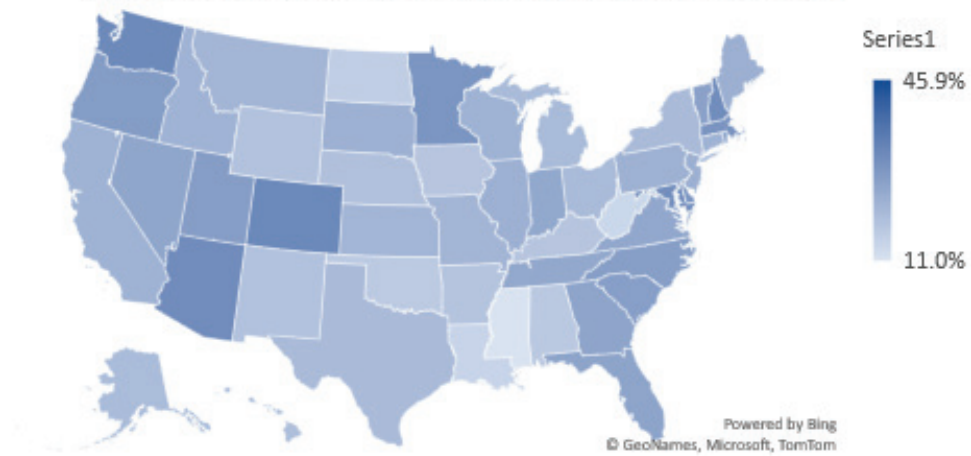 Series1
45.9%
11.0%
Powered by Bing
© GeoNames, Microsoft, TomTom